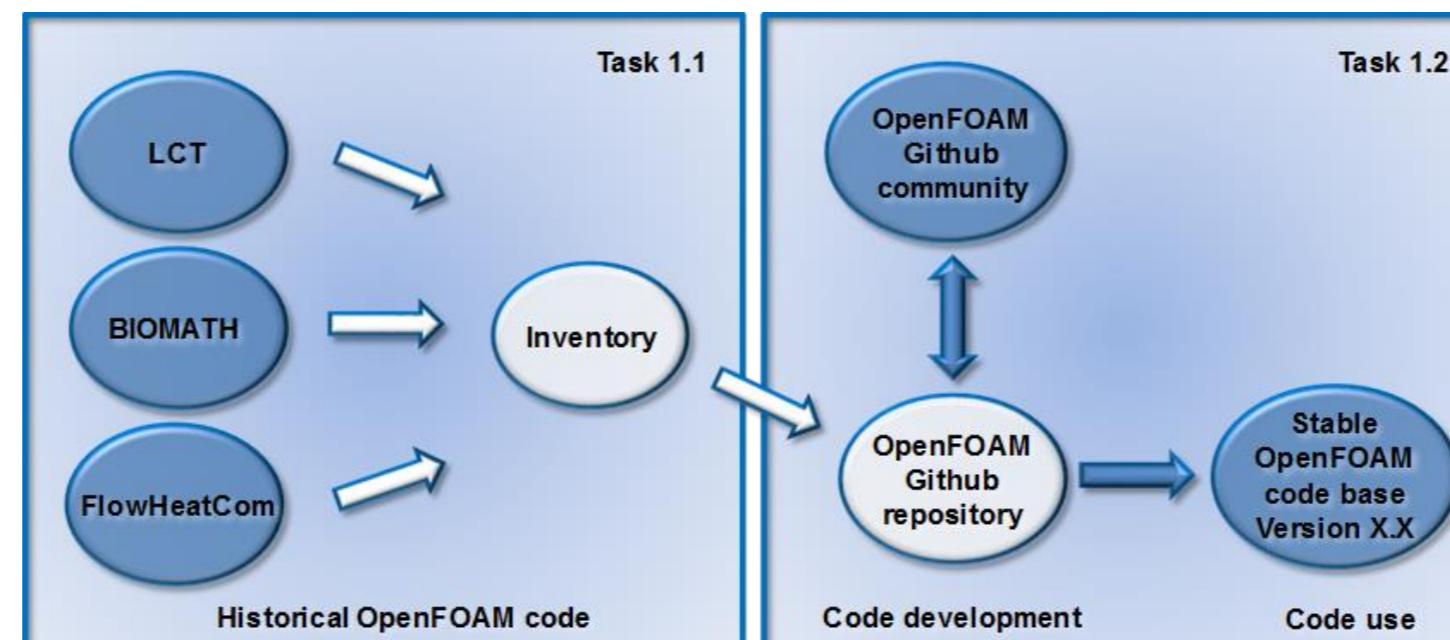 Task 1.1
LCT
BIOMATH
FlowHeatCom
Inventory
Historical OpenFOAM code
Task 1.2
OpenFOAM
Github
community
OpenFOAM
Github
repository
Stable
OpenFOAM
code base
Version X.X
Code development
Code use